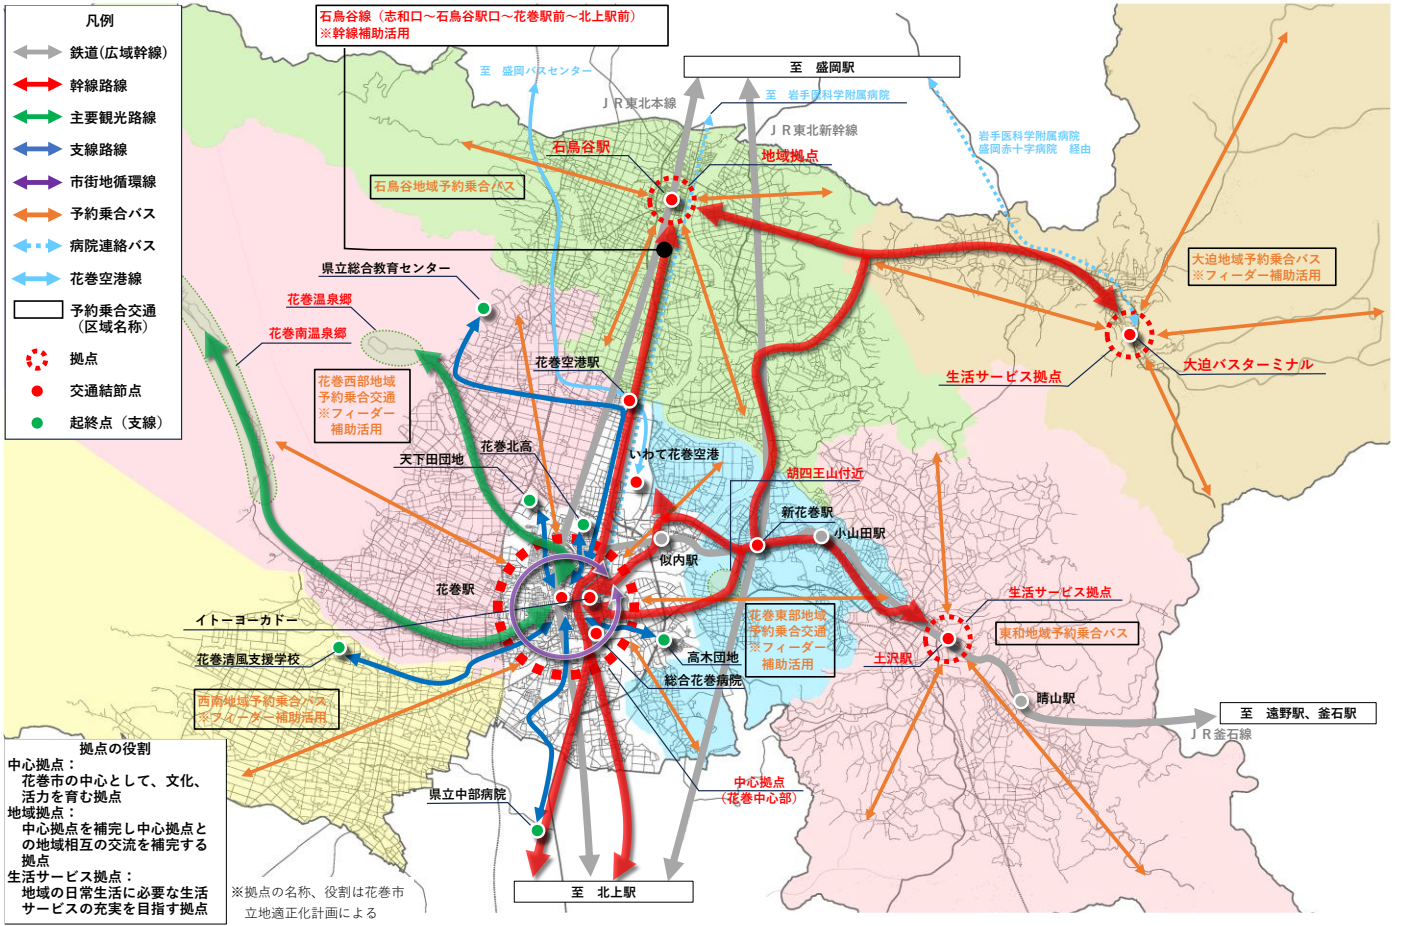 凡例
鉄道(広域幹線)
幹線路線
主要観光路線
支線路線
市街地循環線
予約乗合バス
病院連絡バス
花巻空港線
予約乗合交通
(区域名称)
拠点
交通結節点
起終点（支線）
石鳥谷線（志和口～石鳥谷駅口～花巻駅前～北上駅前）
※幹線補助活用
至　盛岡バスセンター
至　盛岡駅
ＪＲ東北本線
至　岩手医科学附属病院
ＪＲ東北新幹線
岩手医科学附属病院
盛岡赤十字病院　経由
石鳥谷駅
地域拠点
石鳥谷地域予約乗合バス
県立総合教育センター
花巻温泉郷
花巻南温泉郷
大迫地域予約乗合バス
※フィーダー補助活用
花巻空港駅
生活サービス拠点
大迫バスターミナル
花巻西部地域
予約乗合交通
※フィーダー
補助活用
花巻北高
天下田団地
いわて花巻空港
胡四王山付近
新花巻駅
小山田駅
似内駅
花巻駅
生活サービス拠点
イトーヨーカドー
花巻東部地域
予約乗合交通
※フィーダー
補助活用
東和地域予約乗合バス
花巻清風支援学校
高木団地
土沢駅
総合花巻病院
西南地域予約乗合バス
※フィーダー補助活用
晴山駅
至　遠野駅、釜石駅
ＪＲ釜石線
中心拠点
（花巻中心部）
県立中部病院
至　北上駅
拠点の役割
中心拠点：
花巻市の中心として、文化、
活力を育む拠点
地域拠点：
中心拠点を補完し中心拠点と
の地域相互の交流を補完する
拠点
生活サービス拠点：
地域の日常生活に必要な生活
サービスの充実を目指す拠点
※拠点の名称、役割は花巻市
立地適正化計画による